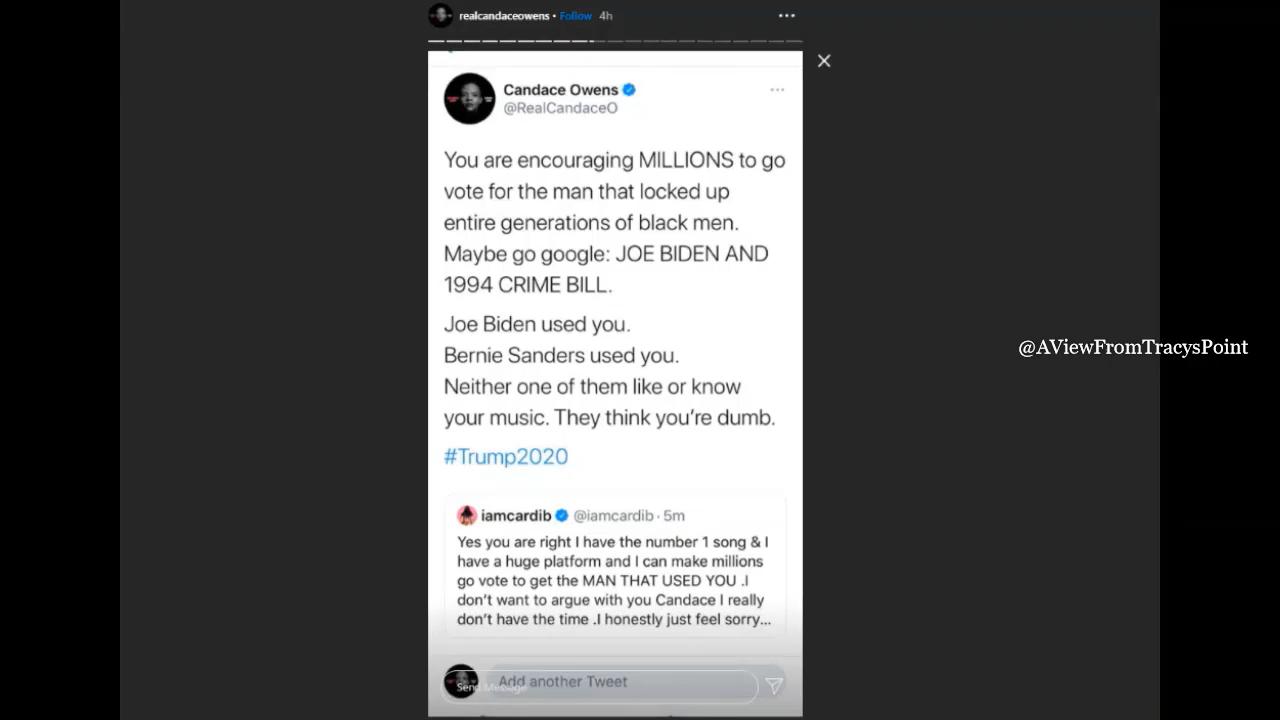 realcandaceowens • Follow 4h
Candace Owens
@RealCandaceO
You are encouraging MILLIONS to go
vote for the man that locked up
entire generations of black men.
Maybe go google: JOE BIDEN AND
1994 CRIME BILL.
Joe Biden used you.
Bernie Sanders used you.
Neither one of them like or know
your music. They think you're dumb.
#Trump2020
iamcardib @iamcardib · 5m
Yes you are right I have the number 1 song & I
have a huge platform and I can make millions
go vote to get the MAN THAT USED YOU .I
don't want to argue with you Candace I really
don't have the time .I honestly just feel sorry...
Add another Tweet
Send Message
@AViewFromTracysPoint